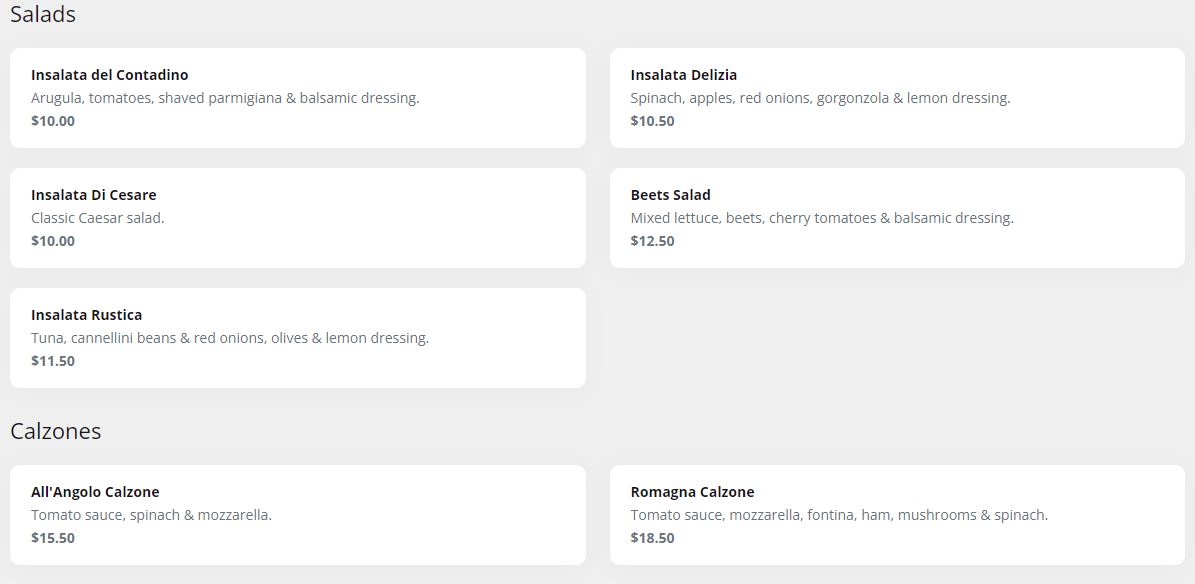 Salads
Insalata del Contadino
Arugula, tomatoes, shaved parmigiana & balsamic dressing.
$10.00
Insalata Delizia
Spinach, apples, red onions, gorgonzola & lemon dressing.
$10.50
Insalata Di Cesare
Classic Caesar salad.
$10.00
Beets Salad
Mixed lettuce, beets, cherry tomatoes & balsamic dressing.
$12.50
Insalata Rustica
Tuna, cannellini beans & red onions, olives & lemon dressing.
$11.50
Calzones
All'Angolo Calzone
Tomato sauce, spinach & mozzarella.
$15.50
Romagna Calzone
Tomato sauce, mozzarella, fontina, ham, mushrooms & spinach.
$18.50